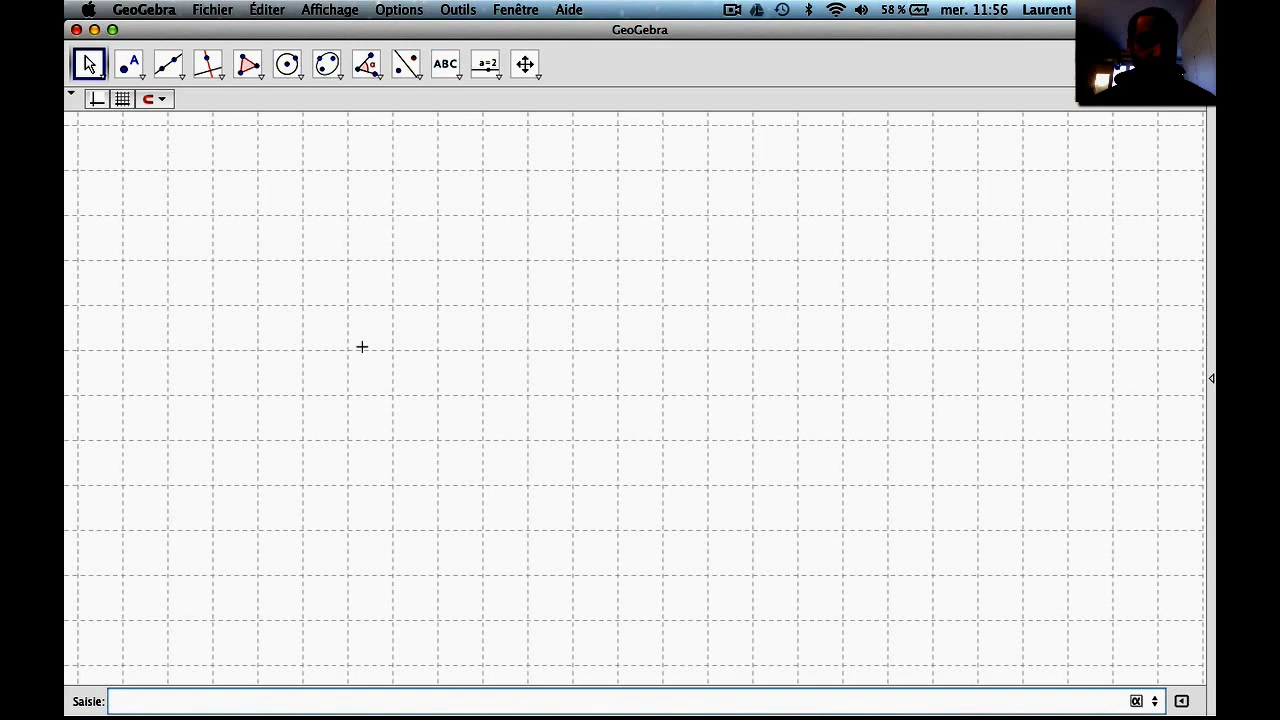 GeoGebra Fichier Éditer Affichage Options Outils Fenêtre Aide 58 % mer. 11:56 Laurent
GeoGebra
A α ABC a=2
Saisie: α